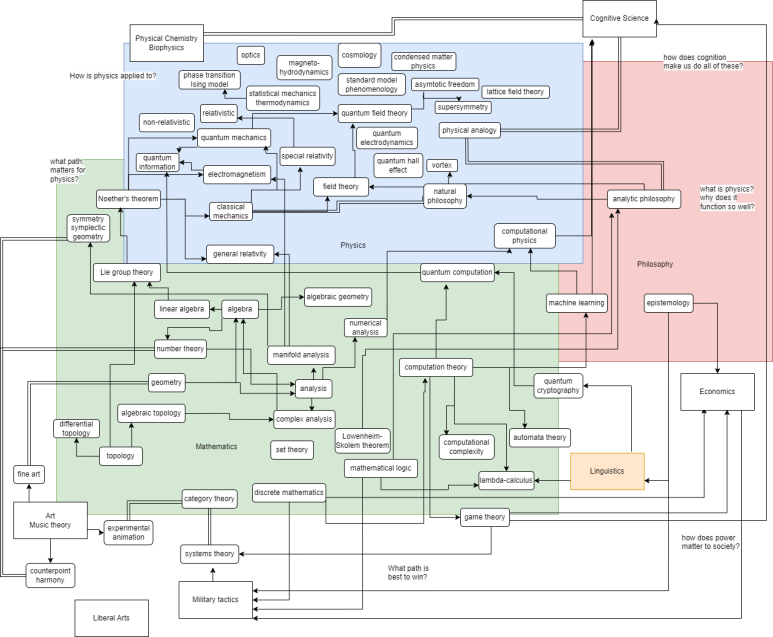 Cognitive Science
Physical Chemistry
Biophysics
optics
cosmology
magneto-
hydrodynamics
condensed matter
physics
How is physics applied to?
phase transition
Ising model
standard model
phenomenology
asymptotic freedom
lattice field theory
how does cognition
make us do all of these?
statistical mechanics
thermodynamics
relativistic
quantum field theory
supersymmetry
non-relativistic
quantum mechanics
quantum
electrodynamics
physical analogy
quantum
information
special relativity
quantum hall
effect
vortex
what path
matters for
physics?
electromagnetism
field theory
natural
philosophy
analytic philosophy
what is physics?
why does it
function so well?
Noether's theorem
classical
mechanics
symmetry
symplectic
geometry
computational
physics
general relativity
Physics
Philosophy
Lie group theory
quantum computation
linear algebra
algebra
algebraic geometry
machine learning
epistemology
numerical
analysis
number theory
manifold analysis
computation theory
geometry
analysis
quantum
cryptography
Economics
algebraic topology
complex analysis
differential
topology
Lowenheim-
Skolem theorem
computational
complexity
automata theory
Mathematics
set theory
topology
mathematical logic
fine art
lambda-calculus
Linguistics
category theory
discrete mathematics
Art
Music theory
experimental
animation
game theory
how does power
matter to society?
systems theory
counterpoint
harmony
What path is
best to win?
Military tactics
Liberal Arts